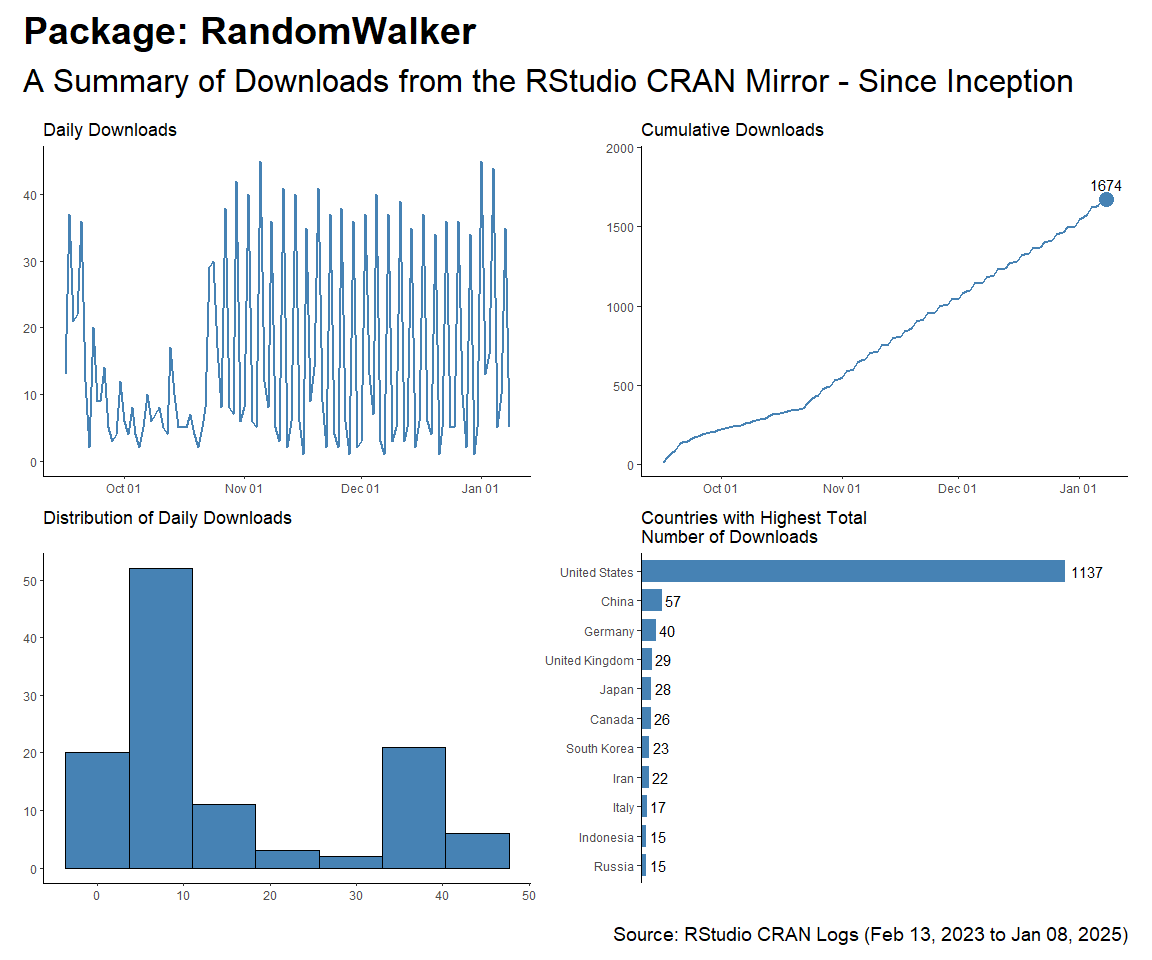 Package: RandomWalker
A Summary of Downloads from the RStudio CRAN Mirror - Since Inception
Daily Downloads
40
30
20
10
0
Oct 01
Nov 01
Dec 01
Jan 01
Cumulative Downloads
2000
1500
1000
500
0
1674
Oct 01
Nov 01
Dec 01
Jan 01
Distribution of Daily Downloads
50
40
30
20
10
0
0
10
20
30
40
50
Countries with Highest Total
Number of Downloads
United States 1137
China 57
Germany 40
United Kingdom 29
Japan 28
Canada 26
South Korea 23
Iran 22
Italy 17
Indonesia 15
Russia 15
Source: RStudio CRAN Logs (Feb 13, 2023 to Jan 08, 2025)